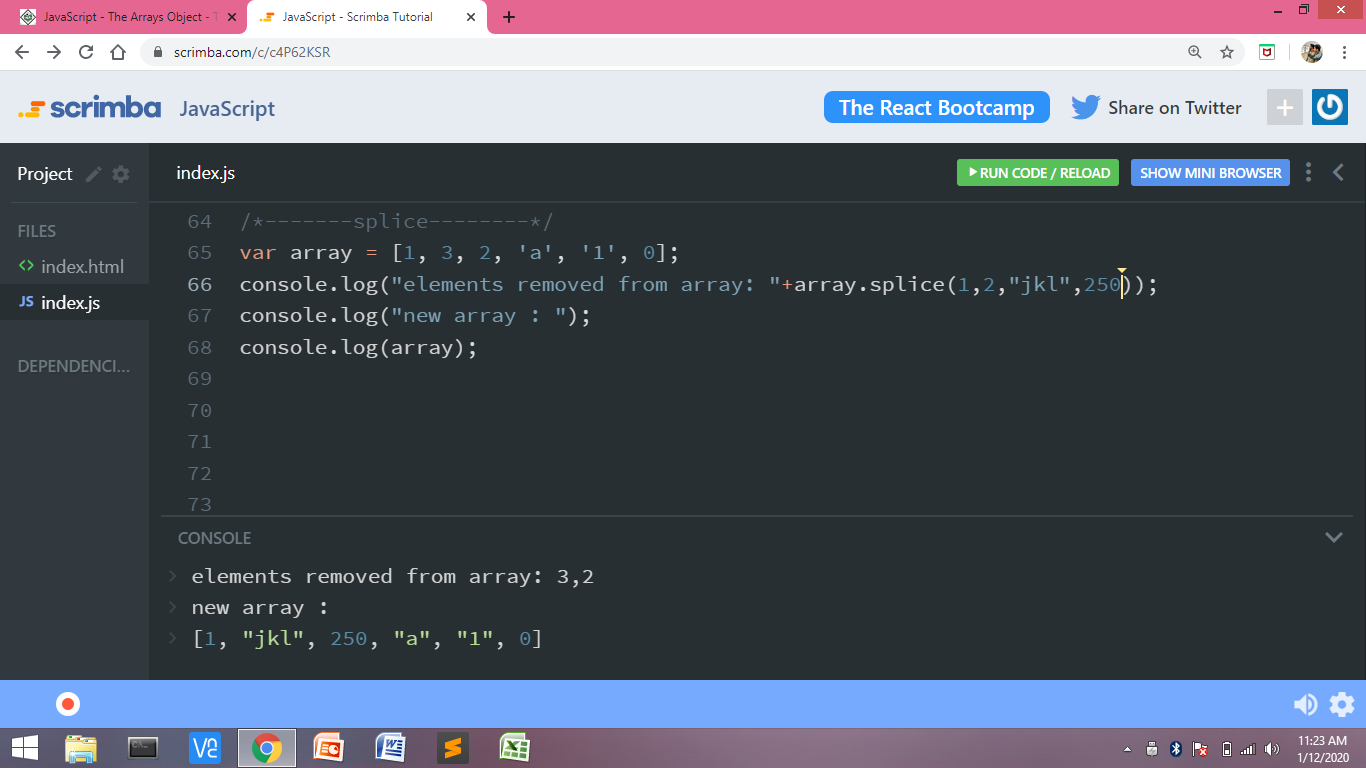 JavaScript - The Arrays Object - T
JavaScript - Scrimba Tutorial
scrimba.com/c/c4P62KSR
scrimba JavaScript
The React Bootcamp
Share on Twitter
Project
index.js
RUN CODE / RELOAD
SHOW MINI BROWSER
FILES
<> index.html
JS index.js
DEPENDENCI...
64 /*-------splice--------*/
65 var array = [1, 3, 2, 'a', '1', 0];
66 console.log("elements removed from array: "+array.splice(1,2,"jkl",250));
67 console.log("new array : ");
68 console.log(array);
69
70
71
72
73
CONSOLE
> elements removed from array: 3,2
> new array :
> [1, "jkl", 250, "a", "1", 0]
11:23 AM
1/12/2020